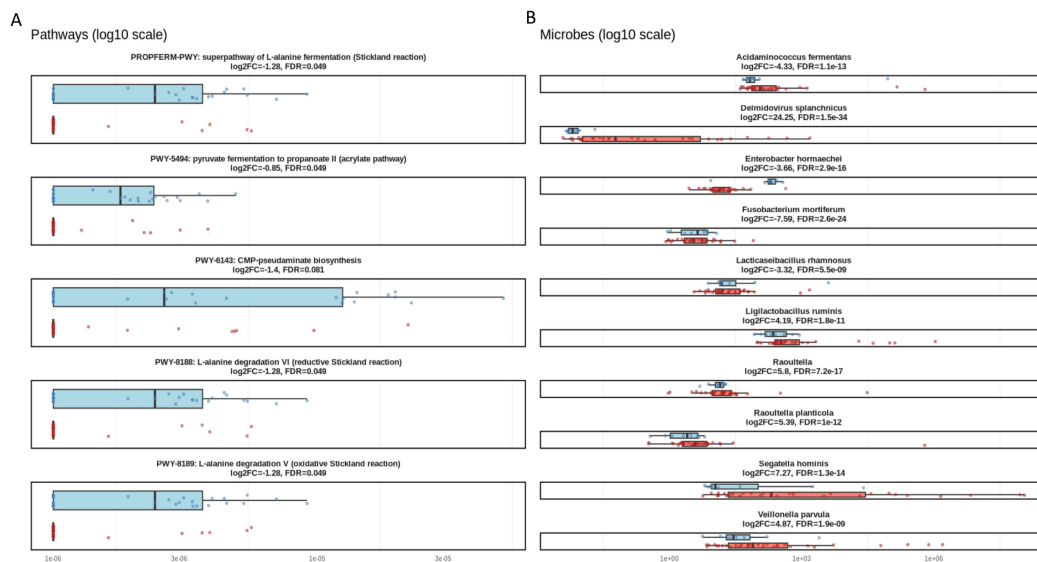 A
Pathways (log10 scale)
PROPFERM-PWY: superpathway of L-alanine fermentation (Stickland reaction)
log2FC=-1.28, FDR=0.049
PWY-5494: pyruvate fermentation to propanoate II (acrylate pathway)
log2FC=-0.85, FDR=0.049
PWY-6143: CMP-pseudaminate biosynthesis
log2FC=-1.4, FDR=0.081
PWY-8188: L-alanine degradation VI (reductive Stickland reaction)
log2FC=-1.28, FDR=0.049
PWY-8189: L-alanine degradation V (oxidative Stickland reaction)
log2FC=-1.28, FDR=0.049
1e-06 3e-06 1e-05 3e-05
B
Microbes (log10 scale)
Acidaminococcus fermentans
log2FC=-4.33, FDR=1.1e-13
Delmidovirus splanchnicus
log2FC=24.25, FDR=1.5e-34
Enterobacter hormaechei
log2FC=-3.66, FDR=2.9e-16
Fusobacterium mortiferum
log2FC=-7.59, FDR=2.6e-24
Lacticaseibacillus rhamnosus
log2FC=-3.32, FDR=5.5e-09
Ligilactobacillus ruminis
log2FC=4.19, FDR=1.8e-11
Raoultella
log2FC=5.8, FDR=7.2e-17
Raoultella planticola
log2FC=5.39, FDR=1e-12
Segatella hominis
log2FC=7.27, FDR=1.3e-14
Veillonella parvula
log2FC=4.87, FDR=1.9e-09
1e+00 1e+03 1e+06